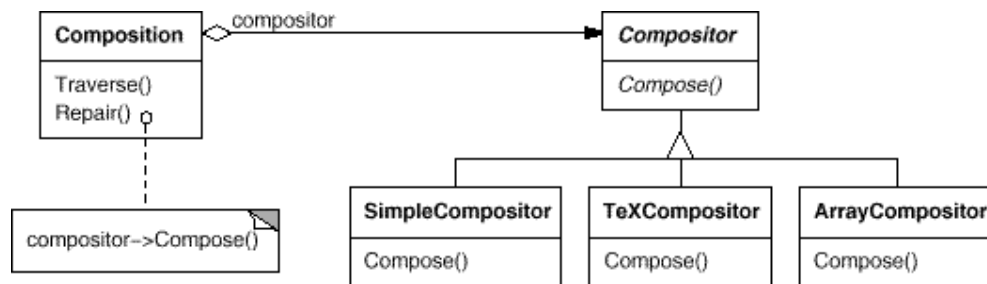 Composition
Traverse()
Repair()
compositor
Compositor
Compose()
compositor->Compose()
SimpleCompositor
Compose()
TeXCompositor
Compose()
ArrayCompositor
Compose()